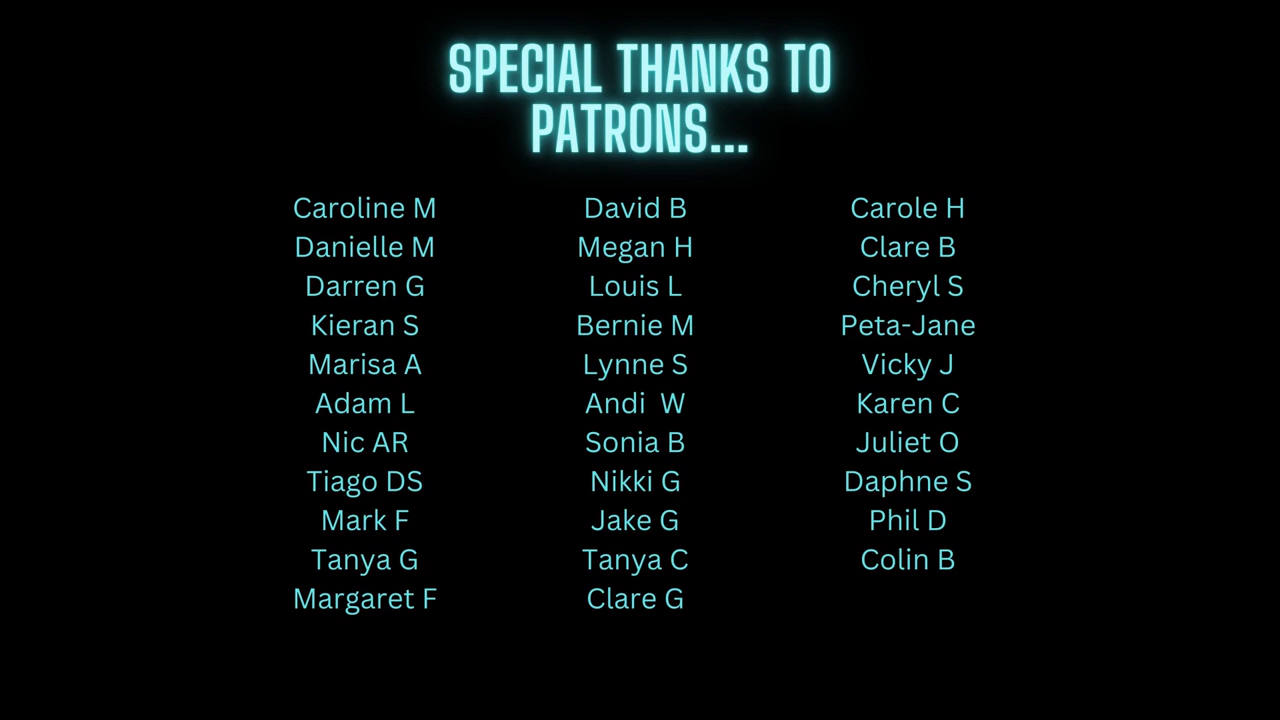 SPECIAL THANKS TO
PATRONS...
Caroline M
Danielle M
Darren G
Kieran S
Marisa A
Adam L
Nic AR
Tiago DS
Mark F
Tanya G
Margaret F
David B
Megan H
Louis L
Bernie M
Lynne S
Andi  W
Sonia B
Nikki G
Jake G
Tanya C
Clare G
Carole H
Clare B
Cheryl S
Peta-Jane
Vicky J
Karen C
Juliet O
Daphne S
Phil D
Colin B